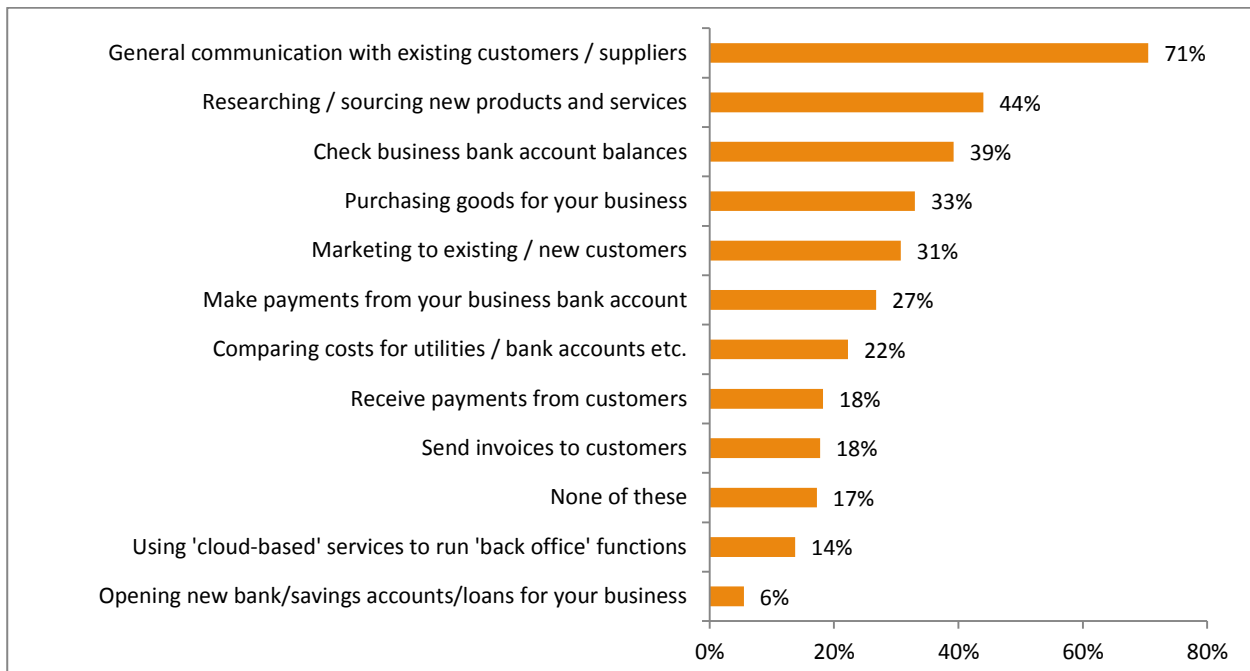 General communication with existing customers / suppliers 71%
Researching / sourcing new products and services 44%
Check business bank account balances 39%
Purchasing goods for your business 33%
Marketing to existing / new customers 31%
Make payments from your business bank account 27%
Comparing costs for utilities / bank accounts etc. 22%
Receive payments from customers 18%
Send invoices to customers 18%
None of these 17%
Using 'cloud-based' services to run 'back office' functions 14%
Opening new bank/savings accounts/loans for your business 6%
0% 20% 40% 60% 80%